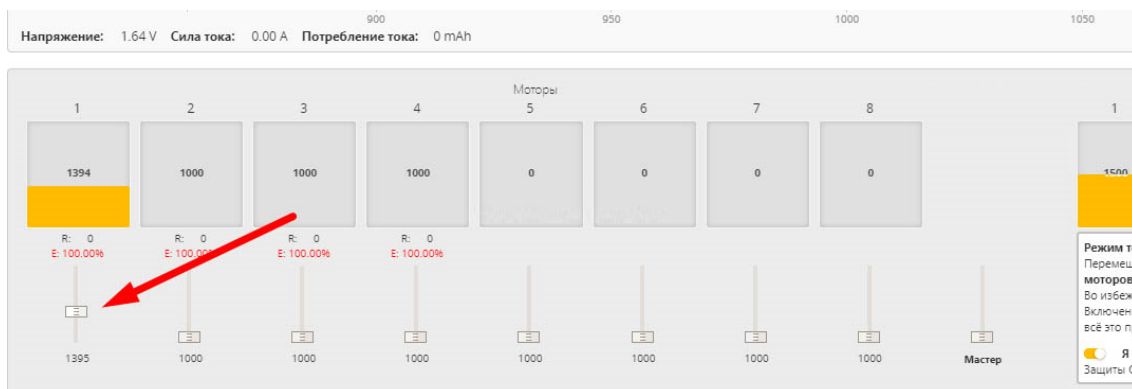 900 950 1000 1050
Напряжение: 1.64 V Сила тока: 0.00 A Потребление тока: 0 mAh
Моторы
1 2 3 4 5 6 7 8 1
1394 1000 1000 1000 0 0 0 0 1500
R: 0 R: 0 R: 0 R: 0
E: 100.00% E: 100.00% E: 100.00% E: 100.00%
Режим
Перемещ
моторов
Во избеж
Включен
всё это п
1395 1000 1000 1000 1000 1000 1000 1000 Мастер
Я
Защиты